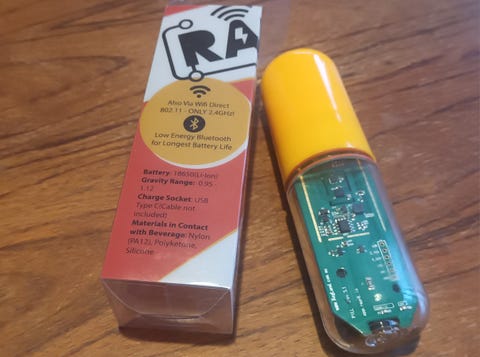 RA
Also Via Wifi Direct
802.11 - ONLY 2.4GHz!
Low Energy Bluetooth
for Longest Battery Life
Battery: 18650(Li-Ion)
Gravity Range: 0.95 -
1.12
Charge Socket: USB
Type C(Cable not
included)
Materials in Contact
with Beverage: Nylon
(PA12), Polyketone,
Silicone
PILL